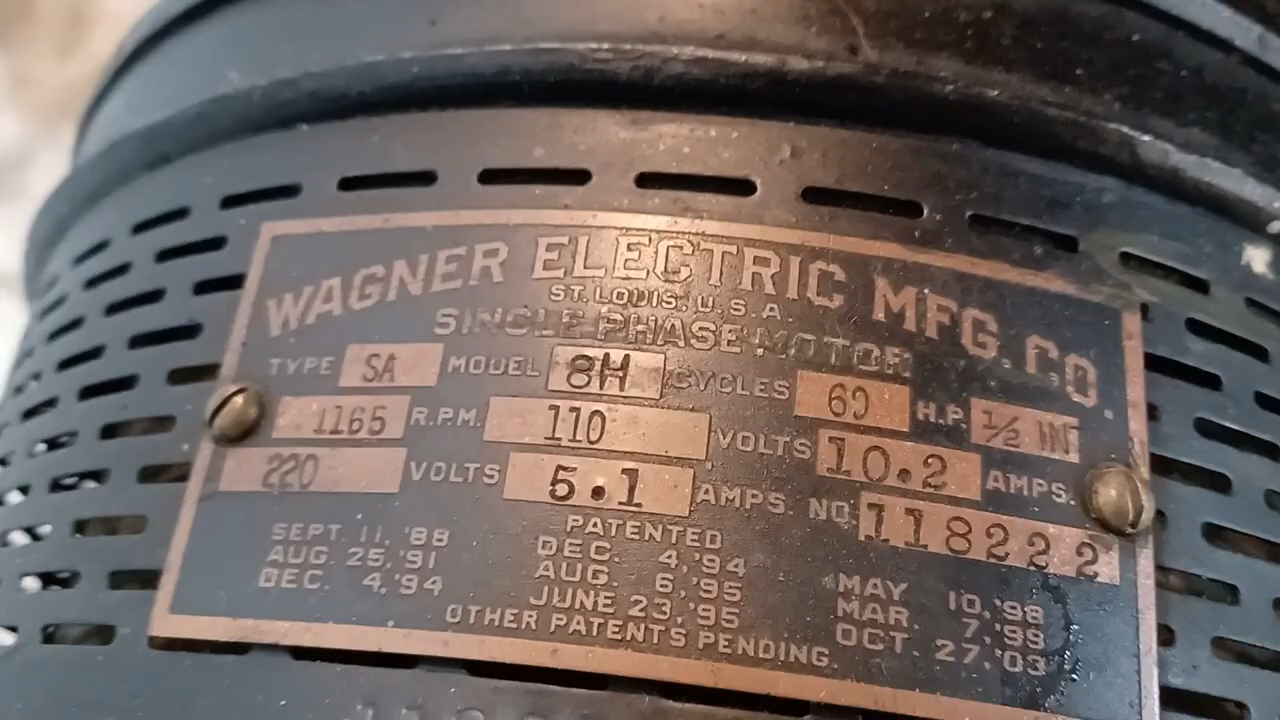 WAGNER ELECTRIC MFG. CO.
ST. LOUIS, U.S.A.
SINGLE PHASE MOTOR
TYPE SA MODEL 8H CYCLES 60 H.P. 1/2 IN
1165 R.P.M. 110 VOLTS 10.2 AMPS.
220 VOLTS 5.1 AMPS. NO. 118222
PATENTED
SEPT. 11, '88 DEC. 4, '94 MAY 10, '98
AUG. 25, '91 AUG. 6, '95 MAR. 7, '99
DEC. 4, '94 JUNE 23, '95 OCT. 27, '03
OTHER PATENTS PENDING.